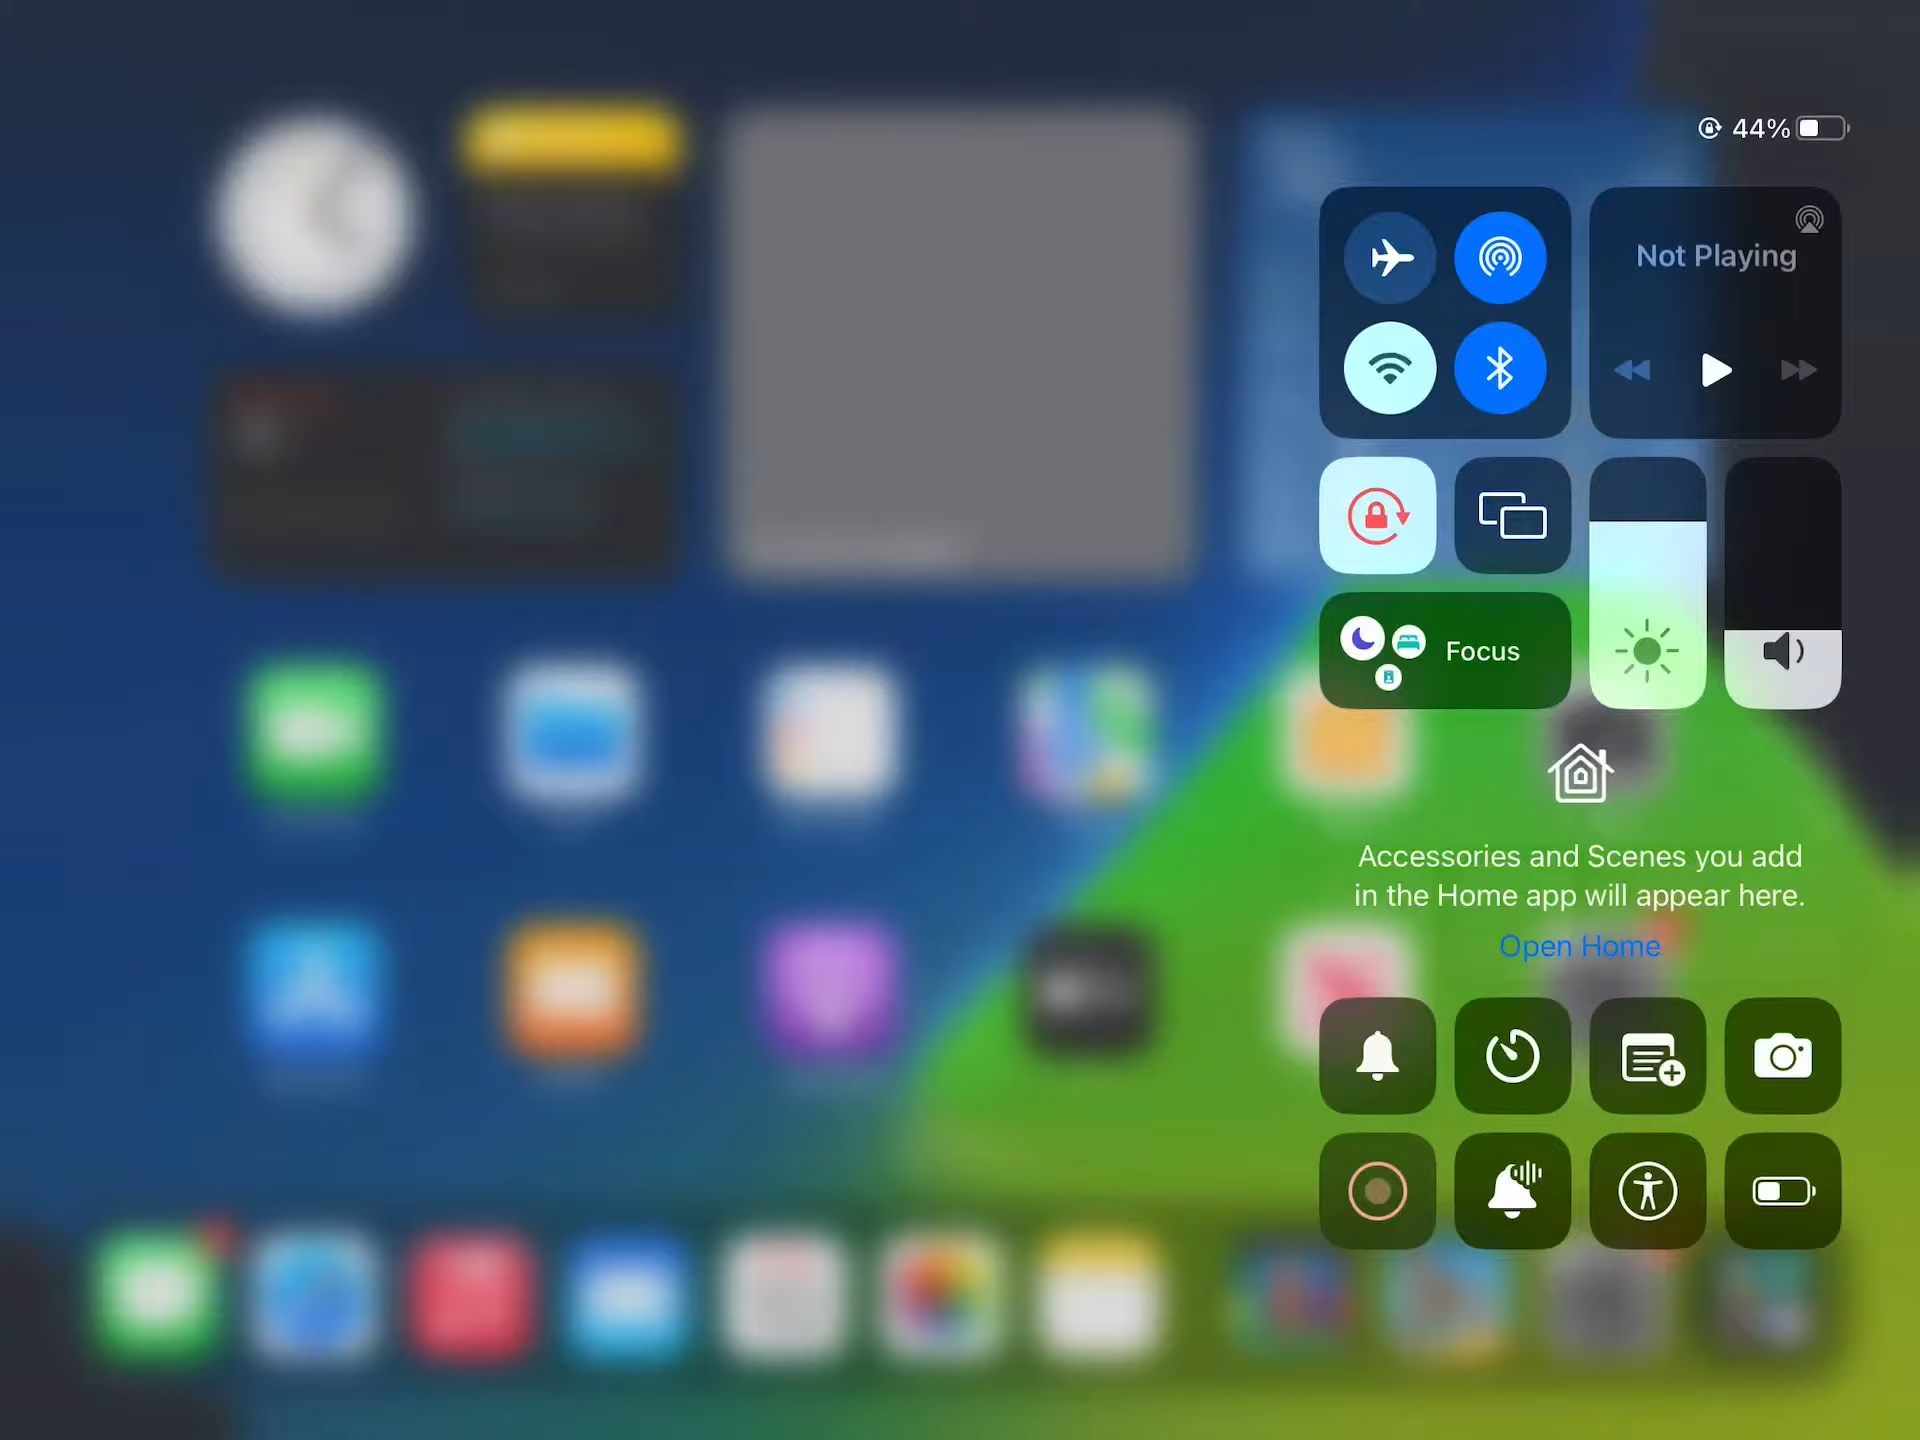 44%
Not Playing
Focus
Accessories and Scenes you add
in the Home app will appear here.
Open Home